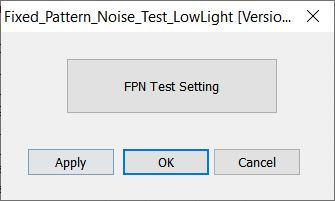 Fixed_Pattern_Noise_Test_LowLight [Versio...
FPN Test Setting
Apply
OK
Cancel